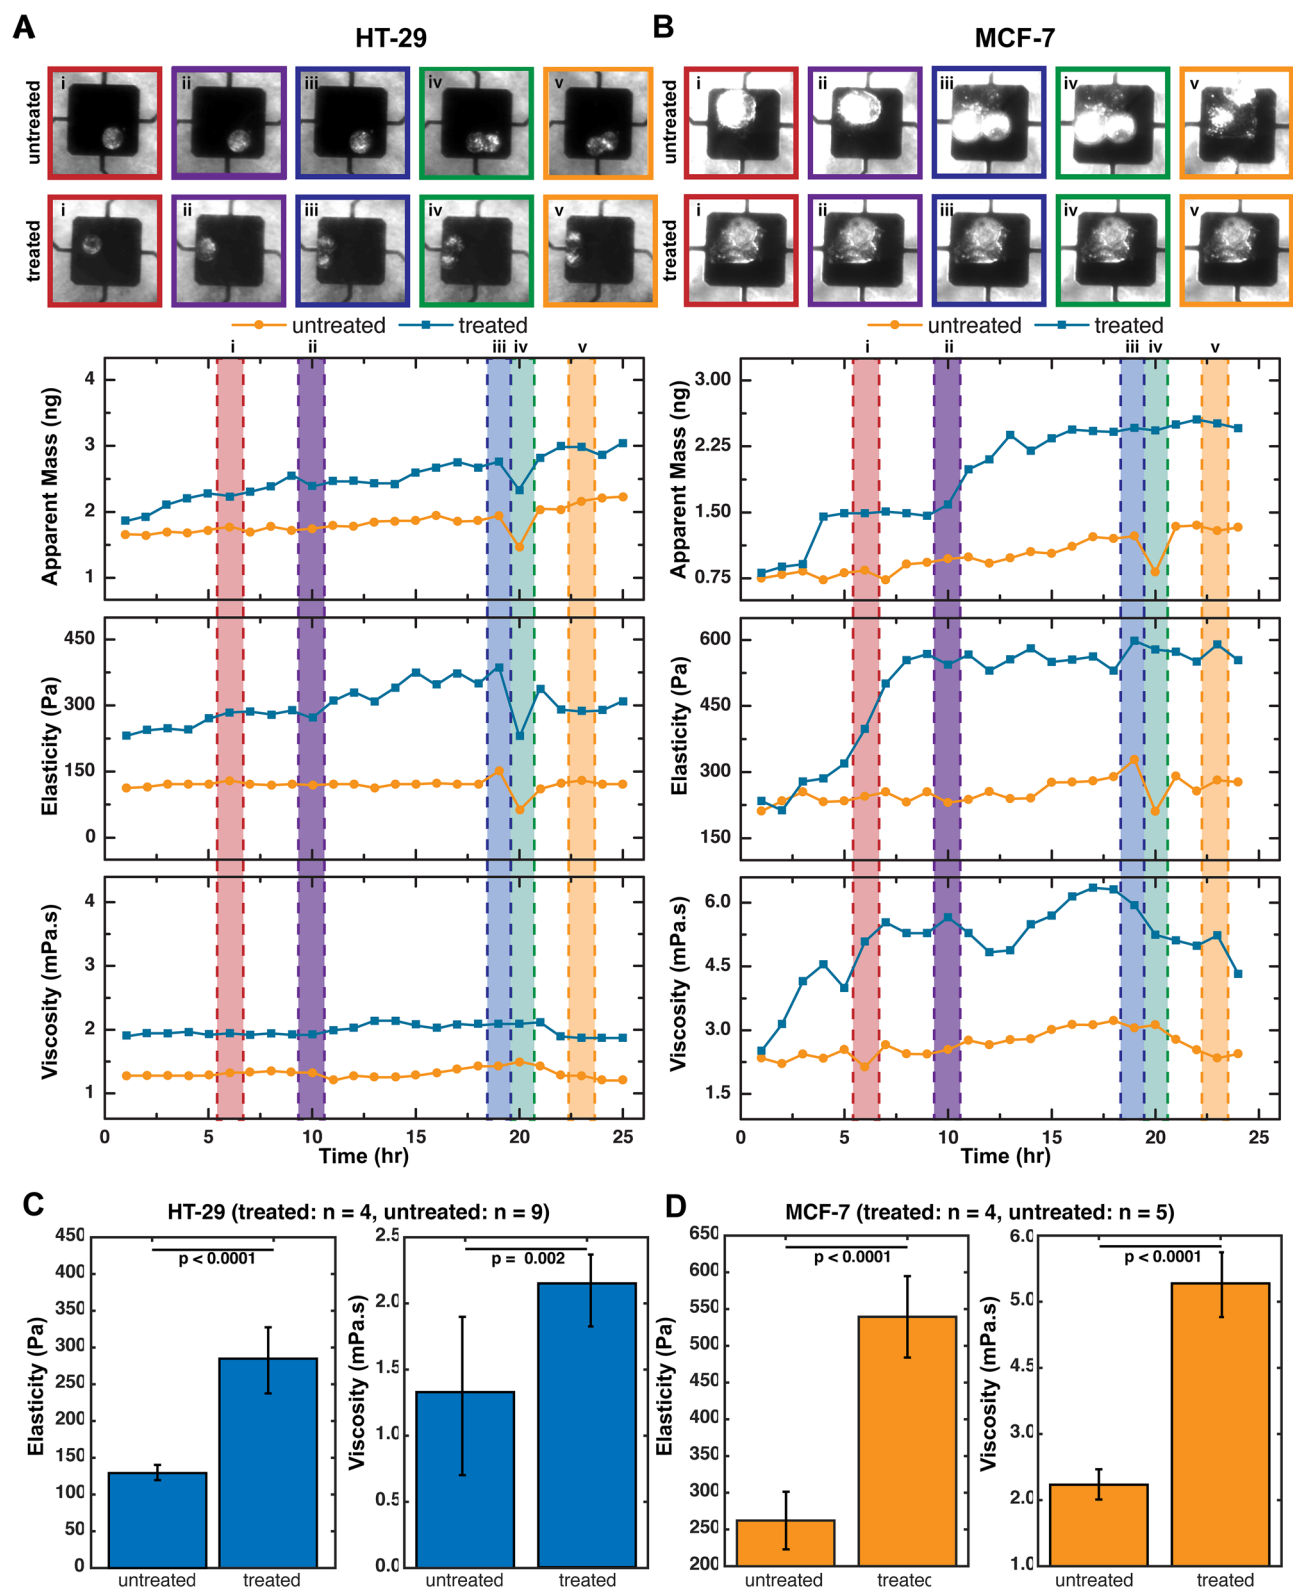 A
HT-29
untreated
i
ii
iii
iv
v
treated
i
ii
iii
iv
v
untreated
treated
i
ii
iii
iv
v
Apparent Mass (ng)
4
3
2
1
Elasticity (Pa)
450
300
150
0
Viscosity (mPa.s)
4
3
2
1
0
5
10
15
20
25
Time (hr)
B
MCF-7
untreated
i
ii
iii
iv
v
treated
i
ii
iii
iv
v
untreated
treated
i
ii
iii
iv
v
Apparent Mass (ng)
3.00
2.25
1.50
0.75
Elasticity (Pa)
600
450
300
150
Viscosity (mPa.s)
6.0
4.5
3.0
1.5
0
5
10
15
20
25
Time (hr)
C
HT-29 (treated: n = 4, untreated: n = 9)
Elasticity (Pa)
450
400
350
300
250
200
150
100
50
0
p < 0.0001
untreated
treated
Viscosity (mPa.s)
2.5
2.0
1.5
1.0
0.5
0.0
p = 0.002
untreated
treated
D
MCF-7 (treated: n = 4, untreated: n = 5)
Elasticity (Pa)
650
600
550
500
450
400
350
300
250
200
p < 0.0001
untreated
treated
Viscosity (mPa.s)
6.0
5.0
4.5
3.0
2.0
1.0
p < 0.0001
untreated
treated